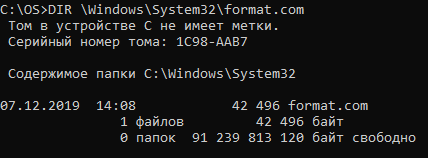 C:\OS>DIR \Windows\System32\format.com
Том в устройстве C не имеет метки.
Серийный номер тома: 1C98-AAB7
Содержимое папки C:\Windows\System32
07.12.2019  14:08            42 496 format.com
1 файлов         42 496 байт
0 папок  91 239 813 120 байт свободно